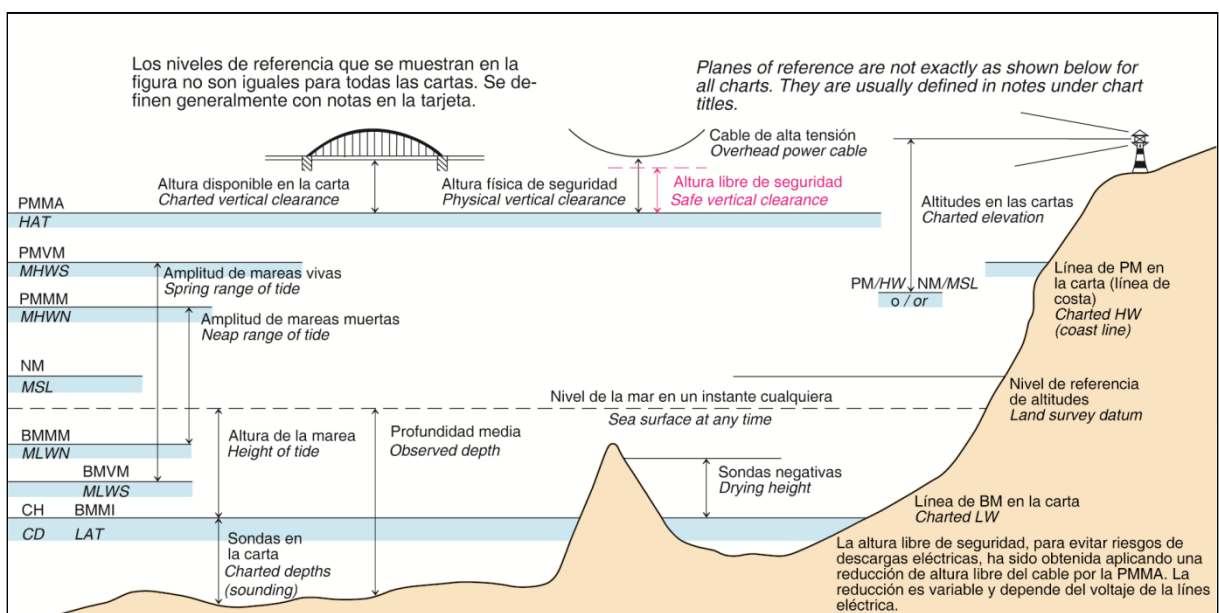 Los niveles de referencia que se muestran en la
figura no son iguales para todas las cartas. Se de-
finen generalmente con notas en la tarjeta.
Planes of reference are not exactly as shown below for
all charts. They are usually defined in notes under chart
titles.
Cable de alta tensión
Overhead power cable
Altura disponible en la carta
Charted vertical clearance
Altura física de seguridad
Physical vertical clearance
Altura libre de seguridad
Safe vertical clearance
Altitudes en las cartas
Charted elevation
PMMA
HAT
PMVM
MHWS
Amplitud de mareas vivas
Spring range of tide
PMMM
MHWN
Amplitud de mareas muertas
Neap range of tide
PM/HW NM/MSL
o / or
Línea de PM en
la carta (línea de
costa)
Charted HW
(coast line)
NM
MSL
Nivel de la mar en un instante cualquiera
Sea surface at any time
Nivel de referencia
de altitudes
Land survey datum
BMMM
MLWN
Altura de la marea
Height of tide
Profundidad media
Observed depth
BMVM
MLWS
Sondas negativas
Drying height
CH BMMI
CD LAT
Línea de BM en la carta
Charted LW
Sondas en
la carta
Charted depths
(sounding)
La altura libre de seguridad, para evitar riesgos de
descargas eléctricas, ha sido obtenida aplicando una
reducción de altura libre del cable por la PMMA. La
reducción es variable y depende del voltaje de la línes
eléctrica.